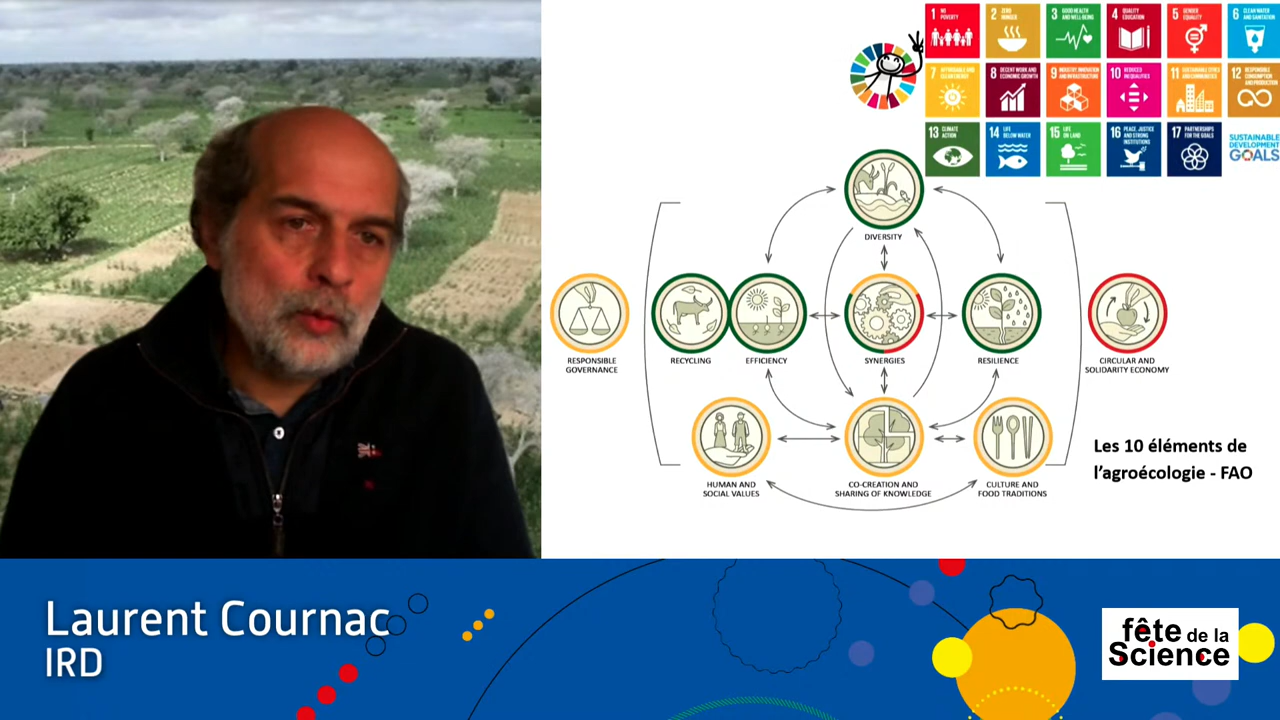 1 NO
POVERTY
2 ZERO
HUNGER
3 GOOD HEALTH
AND WELL-BEING
4 QUALITY
EDUCATION
5 GENDER
EQUALITY
6 CLEAN WATER
AND SANITATION
7 AFFORDABLE AND
CLEAN ENERGY
8 DECENT WORK AND
ECONOMIC GROWTH
9 INDUSTRY, INNOVATION
AND INFRASTRUCTURE
10 REDUCED
INEQUALITIES
11 SUSTAINABLE CITIES
AND COMMUNITIES
12 RESPONSIBLE
CONSUMPTION
AND PRODUCTION
13 CLIMATE
ACTION
14 LIFE
BELOW WATER
15 LIFE
ON LAND
16 PEACE, JUSTICE
AND STRONG
INSTITUTIONS
17 PARTNERSHIPS
FOR THE GOALS
SUSTAINABLE
DEVELOPMENT
GOALS
DIVERSITY
RESPONSIBLE
GOVERNANCE
RECYCLING
EFFICIENCY
SYNERGIES
RESILIENCE
CIRCULAR AND
SOLIDARITY ECONOMY
HUMAN AND
SOCIAL VALUES
CO-CREATION AND
SHARING OF KNOWLEDGE
CULTURE AND
FOOD TRADITIONS
Les 10 éléments de
l'agroécologie - FAO
Laurent Cournac
IRD
fête de la
Science